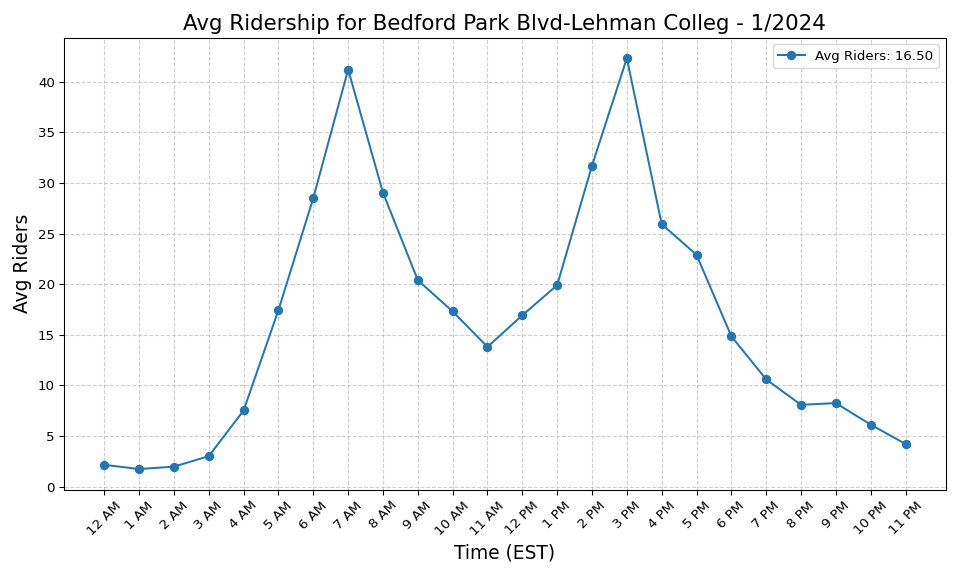 Avg Ridership for Bedford Park Blvd-Lehman Colleg - 1/2024
Avg Riders: 16.50
40
35
30
25
20
15
10
5
0
Avg Riders
12 AM
1 AM
2 AM
3 AM
4 AM
5 AM
6 AM
7 AM
8 AM
9 AM
10 AM
11 AM
12 PM
1 PM
2 PM
3 PM
4 PM
5 PM
6 PM
7 PM
8 PM
9 PM
10 PM
11 PM
Time (EST)